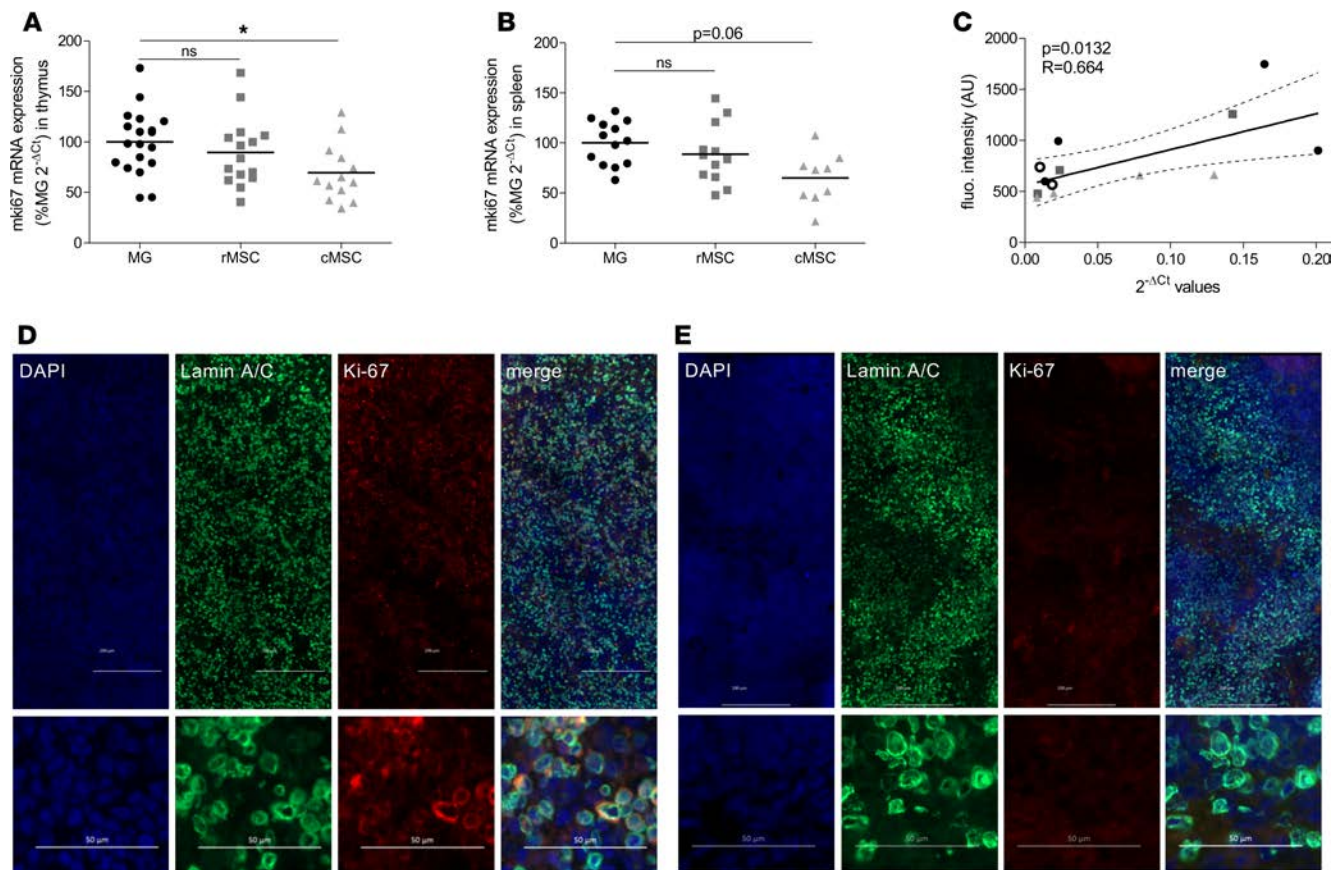 A
*
ns
mki67 mRNA expression
(%MG 2-ΔCt) in thymus
200
150
100
50
0
MG rMSC cMSC
B
p=0.06
ns
mki67 mRNA expression
(%MG 2-ΔCt) in spleen
200
150
100
50
0
MG rMSC cMSC
C
p=0.0132
R=0.664
fluo. intensity (AU)
2000
1500
1000
500
0
0.00 0.05 0.10 0.15 0.20
2-ΔCt values
D
DAPI Lamin A/C Ki-67 merge
50 µm 50 µm 50 µm 50 µm
E
DAPI Lamin A/C Ki-67 merge
50 µm 50 µm 50 µm 50 µm